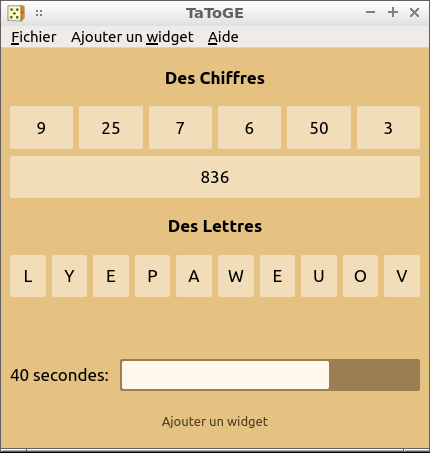 TaToGE
Fichier Ajouter un widget Aide
Des Chiffres
9 25 7 6 50 3
836
Des Lettres
L Y E P A W E U O V
40 secondes:
Ajouter un widget